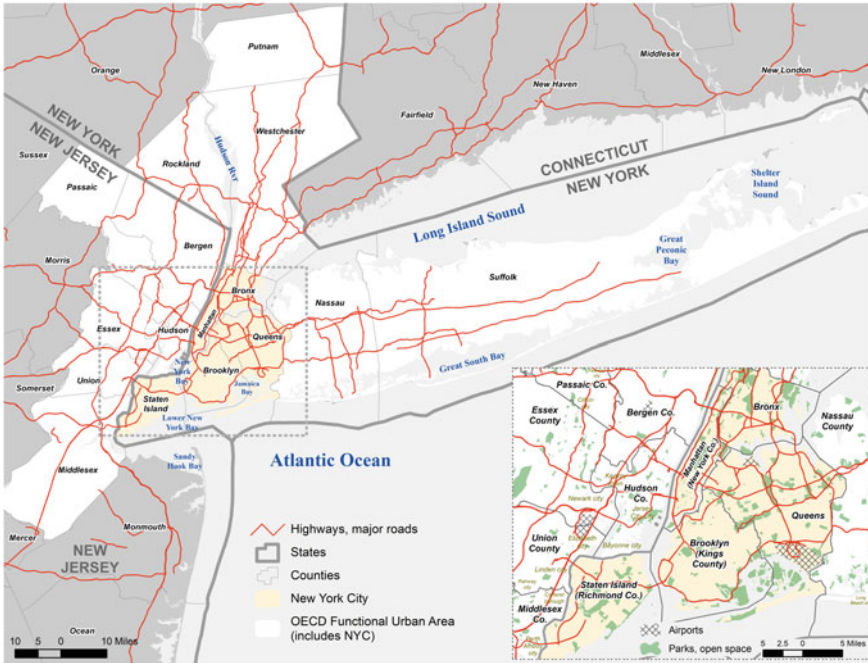 Putnam
Orange
Middlesex
New London
New Haven
Fairfield
NEW YORK
NEW JERSEY
Sussex
Westchester
Hudson Rvr
Rockland
Passaic
CONNECTICUT
NEW YORK
Shelter
Island
Sound
Long Island Sound
Bergen
Great
Peconic
Bay
Morris
Suffolk
Bronx
Nassau
Essex
Hudson
Manhattan
Queens
Great South Bay
New
York
Bay
Brooklyn
Jamaica
Bay
Somerset
Union
Staten
Island
Lower New
York Bay
Sandy
Hook Bay
Atlantic Ocean
Middlesex
Mercer
Monmouth
NEW
JERSEY
Ocean
10 5 0 10 Miles
Highways, major roads
States
Counties
New York City
OECD Functional Urban Area
(includes NYC)
Passaic Co.
Essex
County
Bergen Co.
Bronx
Nassau
County
Manhattan
(New York Co.)
Hudson
Co.
Newark city
Queens
Union
County
Bayonne city
Brooklyn
(Kings
County)
Linden city
Staten Island
(Richmond Co.)
Middlesex
Co.
Airports
Parks, open space
5 2.5 0 5 Miles